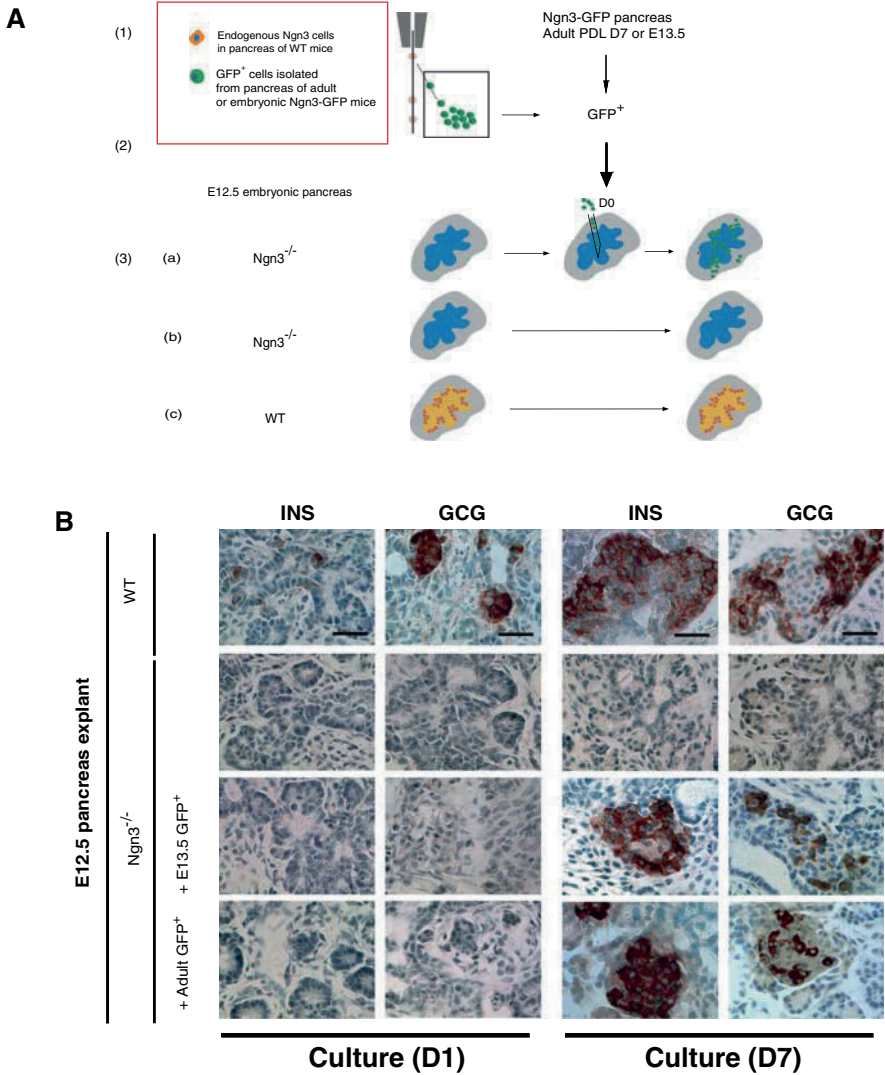 A
(1)
Endogenous Ngn3 cells
in pancreas of WT mice
GFP+ cells isolated
from pancreas of adult
or embryonic Ngn3-GFP mice
Ngn3-GFP pancreas
Adult PDL D7 or E13.5
GFP+
(2)
E12.5 embryonic pancreas
D0
(3)
(a)
Ngn3-/-
(b)
Ngn3-/-
(c)
WT
B
INS
GCG
INS
GCG
E12.5 pancreas explant
WT
Ngn3-/-
+ E13.5 GFP+
+ Adult GFP+
Culture (D1)
Culture (D7)